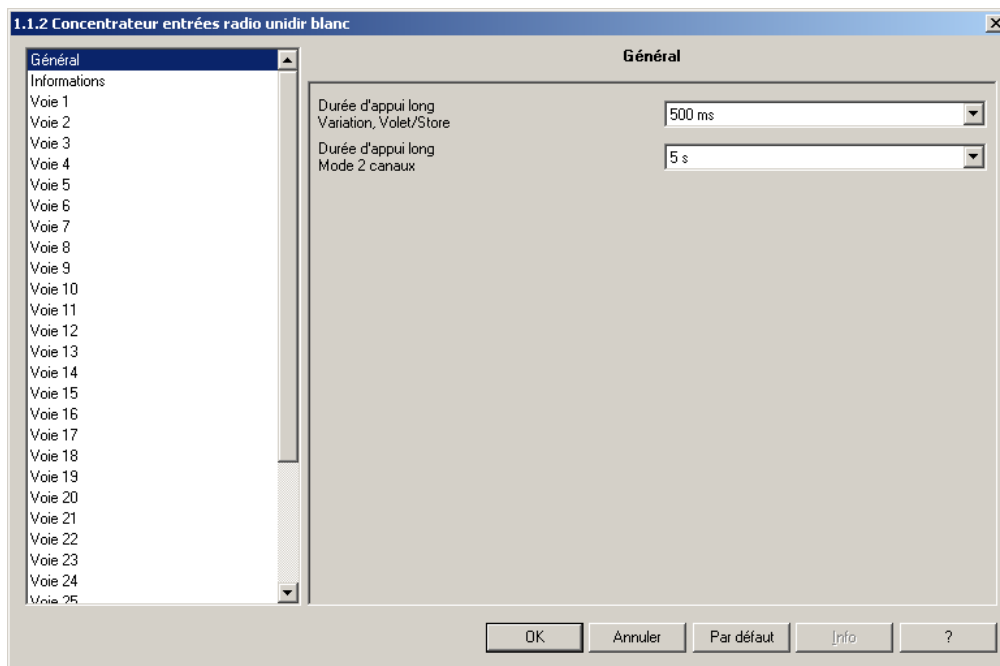 1.1.2 Concentrateur entrées radio unidir blanc
Général
Informations
Voie 1
Voie 2
Voie 3
Voie 4
Voie 5
Voie 6
Voie 7
Voie 8
Voie 9
Voie 10
Voie 11
Voie 12
Voie 13
Voie 14
Voie 15
Voie 16
Voie 17
Voie 18
Voie 19
Voie 20
Voie 21
Voie 22
Voie 23
Voie 24
Voie 25
Général
Durée d'appui long
Variation, Volet/Store
500 ms
Durée d'appui long
Mode 2 canaux
5 s
OK
Annuler
Par défaut
Info
?